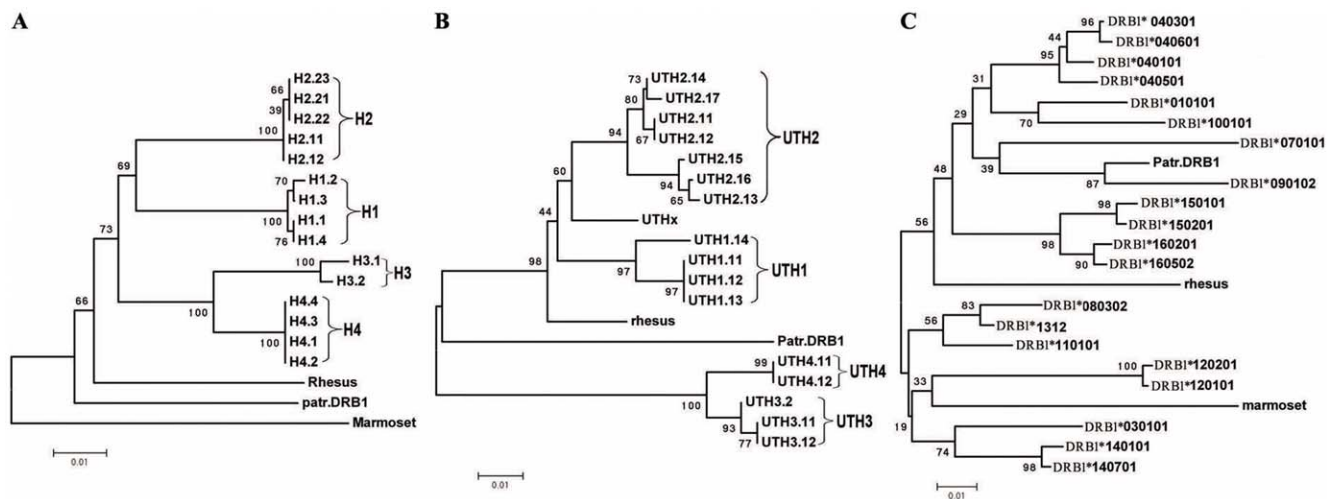 A
H2.23
66
H2.21
39
H2.22
H2
100
H2.11
H2.12
69
70
H1.2
H1.3
100
H1.1
H1
76
H1.4
73
100
H3.1
H3
H3.2
66
100
H4.4
H4.3
H4
100
H4.1
H4.2
Rhesus
patr.DRB1
Marmoset
0.01
B
73
UTH2.14
80
UTH2.17
UTH2.11
67
UTH2.12
UTH2
94
UTH2.15
94
UTH2.16
65
UTH2.13
60
UTHx
44
UTH1.14
97
UTH1.11
UTH1.12
UTH1
97
UTH1.13
98
rhesus
Patr.DRB1
99
UTH4.11
UTH4
UTH4.12
100
UTH3.2
93
UTH3.11
UTH3
77
UTH3.12
0.01
C
96
DRBl*040301
44
DRBl*040601
95
DRBl*040101
DRBl*040501
31
DRBl*010101
70
DRBl*100101
29
DRBl*070101
39
Patr.DRB1
87
DRBl*090102
48
98
DRBl*150101
DRBl*150201
98
DRBl*160201
90
DRBl*160502
56
rhesus
83
DRBl*080302
56
DRBl*1312
DRBl*110101
100
DRBl*120201
33
DRBl*120101
marmoset
19
DRBl*030101
74
DRBl*140101
98
DRBl*140701
0.01